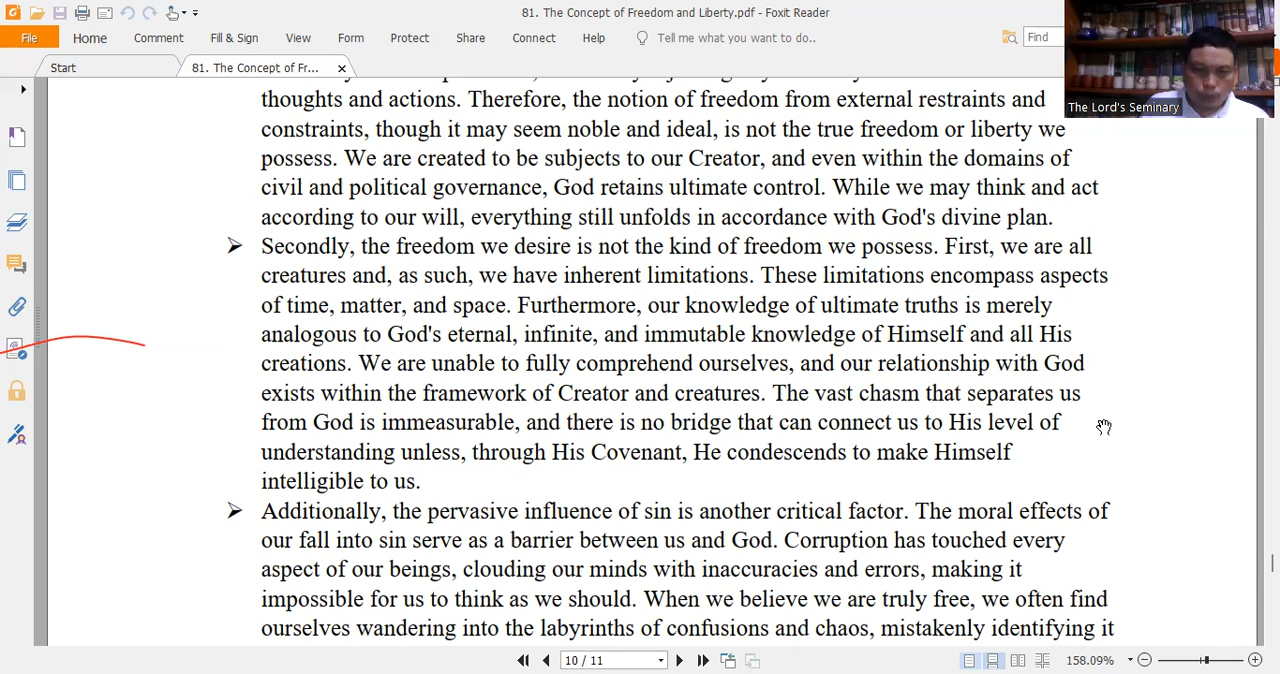 81. The Concept of Freedom and Liberty.pdf - Foxit Reader
File Home Comment Fill & Sign View Form Protect Share Connect Help Tell me what you want to do.. Find
Start 81. The Concept of Fr...
The Lord's Seminary
thoughts and actions. Therefore, the notion of freedom from external restraints and
constraints, though it may seem noble and ideal, is not the true freedom or liberty we
possess. We are created to be subjects to our Creator, and even within the domains of
civil and political governance, God retains ultimate control. While we may think and act
according to our will, everything still unfolds in accordance with God's divine plan.
Secondly, the freedom we desire is not the kind of freedom we possess. First, we are all
creatures and, as such, we have inherent limitations. These limitations encompass aspects
of time, matter, and space. Furthermore, our knowledge of ultimate truths is merely
analogous to God's eternal, infinite, and immutable knowledge of Himself and all His
creations. We are unable to fully comprehend ourselves, and our relationship with God
exists within the framework of Creator and creatures. The vast chasm that separates us
from God is immeasurable, and there is no bridge that can connect us to His level of
understanding unless, through His Covenant, He condescends to make Himself
intelligible to us.
Additionally, the pervasive influence of sin is another critical factor. The moral effects of
our fall into sin serve as a barrier between us and God. Corruption has touched every
aspect of our beings, clouding our minds with inaccuracies and errors, making it
impossible for us to think as we should. When we believe we are truly free, we often find
ourselves wandering into the labyrinths of confusions and chaos, mistakenly identifying it
10 / 11 158.09%